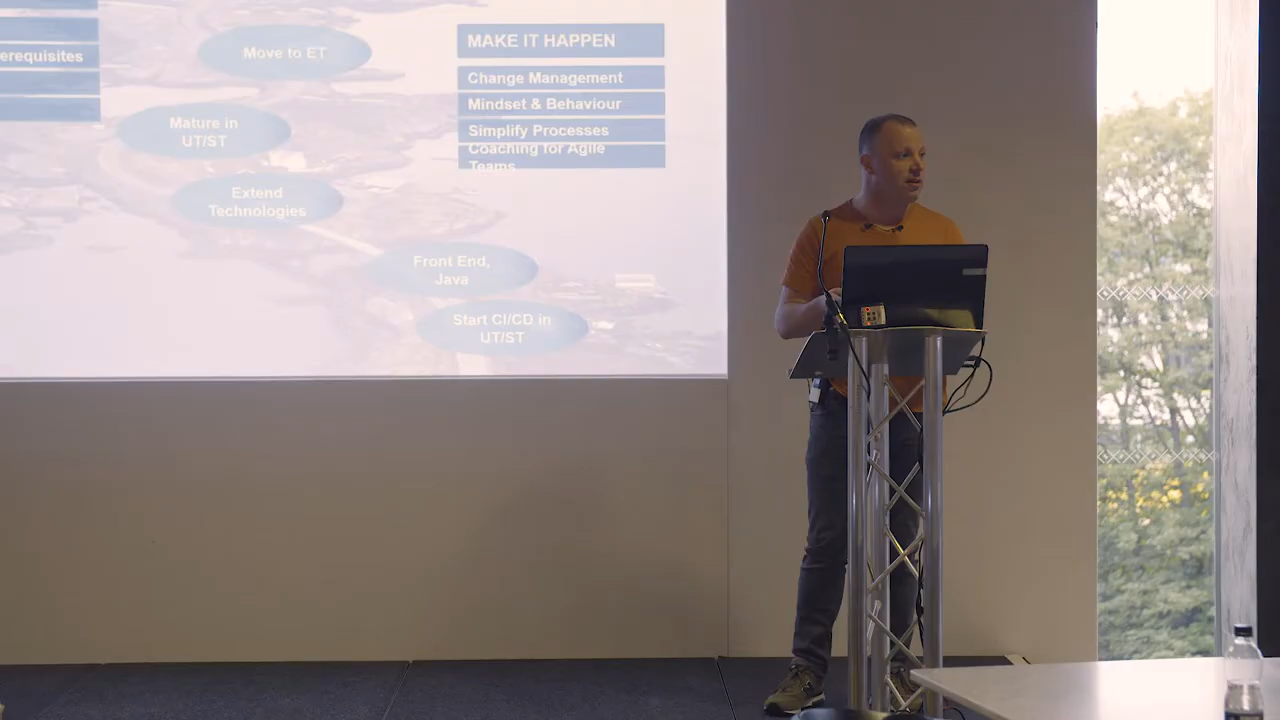 erequisites
Move to ET
Mature in
UT/ST
Extend
Technologies
Front End,
Java
Start CI/CD in
UT/ST
MAKE IT HAPPEN
Change Management
Mindset & Behaviour
Simplify Processes
Coaching for Agile
Teams